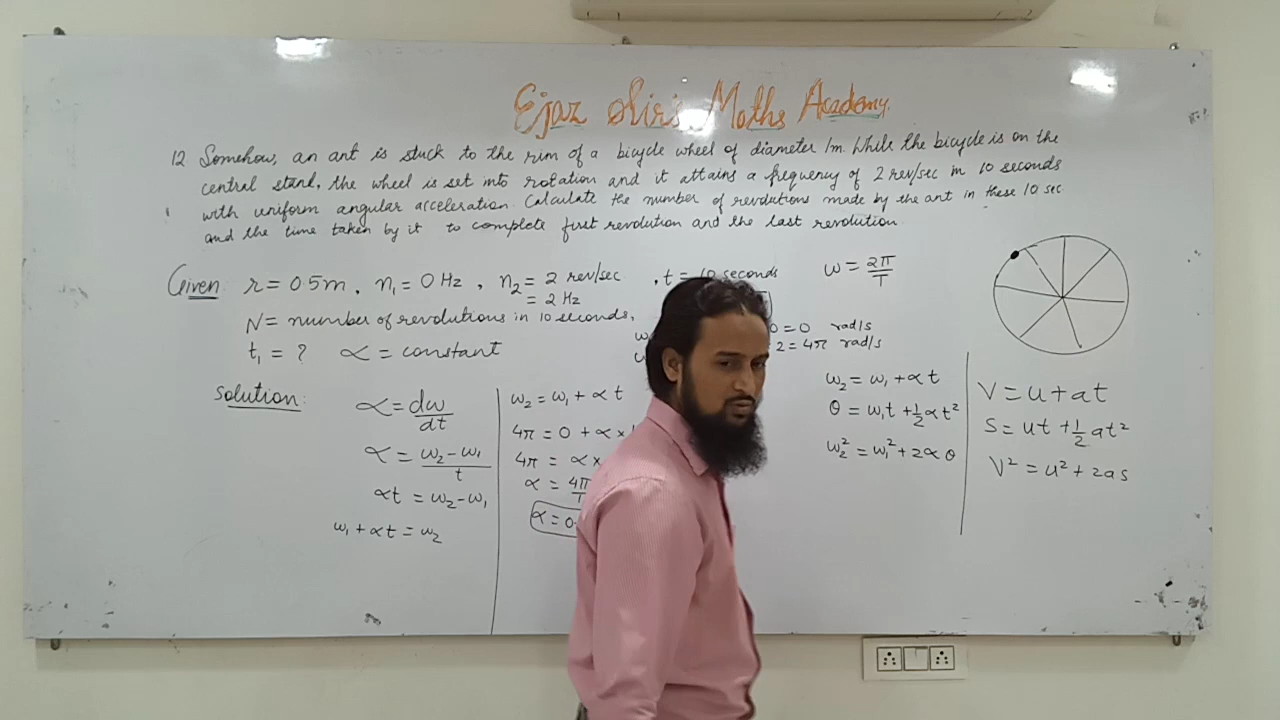 Ejaz Sir's Maths Academy.
12 Somehow, an ant is stuck to the rim of a bicycle wheel of diameter 1m. While the bicycle is on the
central stand, the wheel is set into rotation and it attains a frequency of 2 rev/sec in 10 seconds
with uniform angular acceleration. Calculate the number of revolutions made by the ant in these 10 sec
and the time taken by it to complete first revolution and the last revolution.
Given: r = 0.5m, n₁ = 0 Hz, n₂ = 2 rev/sec , t = 10 seconds
= 2 Hz
ω = 2π/T
N = number of revolutions in 10 seconds,
t₁ = ? α = constant
0 = 0 rad/s
2 = 4π rad/s
Solution:
α = dω/dt
α = ω₂ - ω₁/t
αt = ω₂ - ω₁
ω₁ + αt = ω₂
ω₂ = ω₁ + αt
4π = 0 + α ×
4π = α ×
α = 4π
α = 0.
ω₂ = ω₁ + αt
θ = ω₁t + ½αt²
ω₂² = ω₁² + 2αθ
V = u + at
S = ut + ½at²
V² = u² + 2as